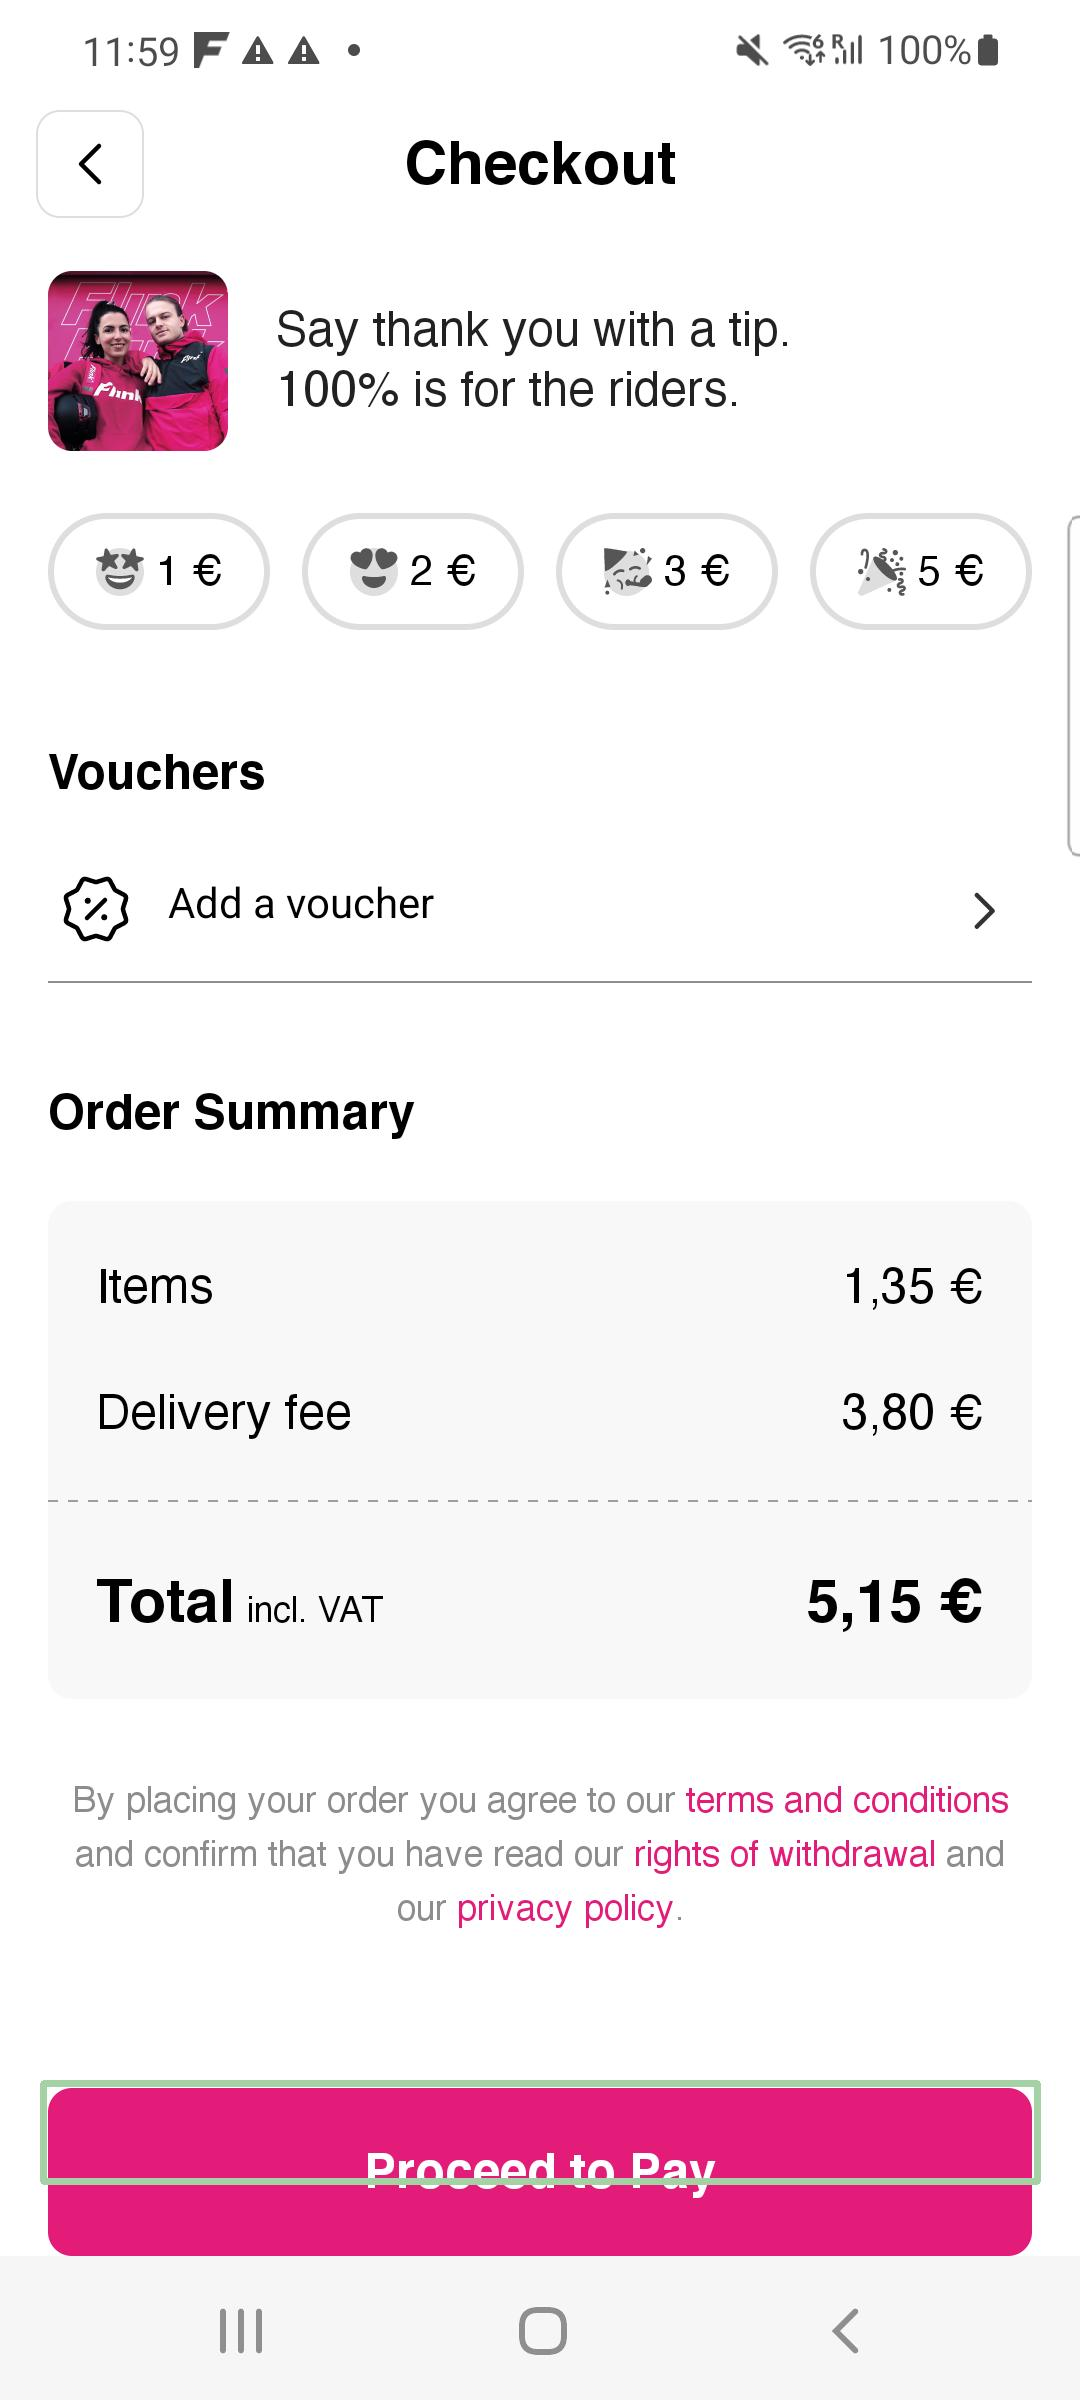 11:59
100%
Checkout
Flink
Flink
Say thank you with a tip.
100% is for the riders.
1 €
2 €
3 €
5 €
Vouchers
Add a voucher
Order Summary
Items 1,35 €
Delivery fee 3,80 €
Total incl. VAT 5,15 €
By placing your order you agree to our terms and conditions
and confirm that you have read our rights of withdrawal and
our privacy policy.
Proceed to Pay